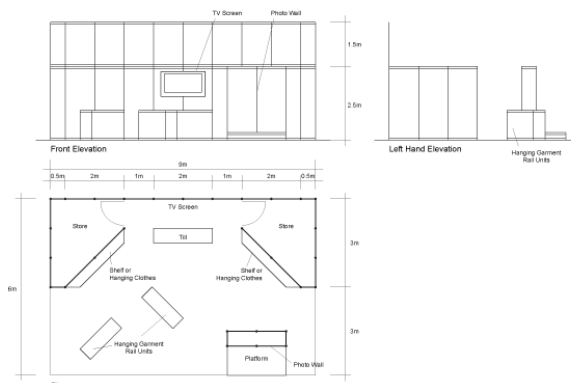 TV Screen
Photo Wall
1.5m
2.5m
Front Elevation
Left Hand Elevation
Hanging Garment
Rail Units
9m
0.5m
2m
1m
2m
1m
2m
0.5m
TV Screen
Store
Store
Till
3m
Shelf or
Hanging Clothes
Shelf or
Hanging Clothes
6m
3m
Hanging Garment
Rail Units
Platform
Photo Wall